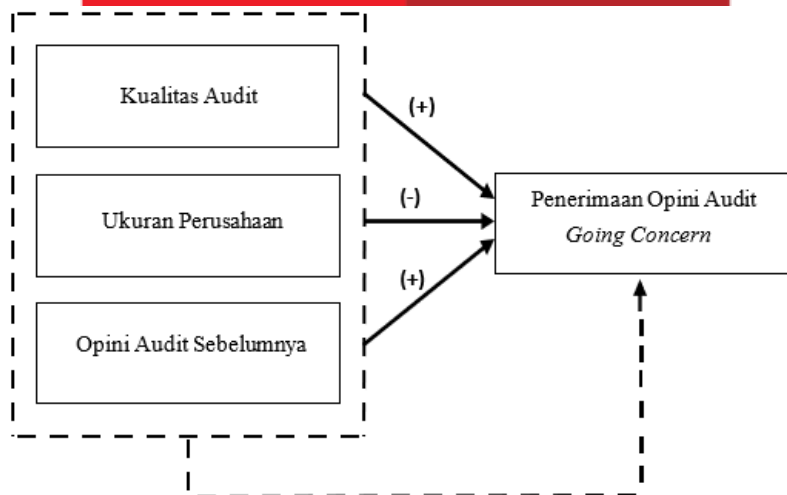 Kualitas Audit
(+)
Ukuran Perusahaan
(-)
Penerimaan Opini Audit
Going Concern
(+)
Opini Audit Sebelumnya